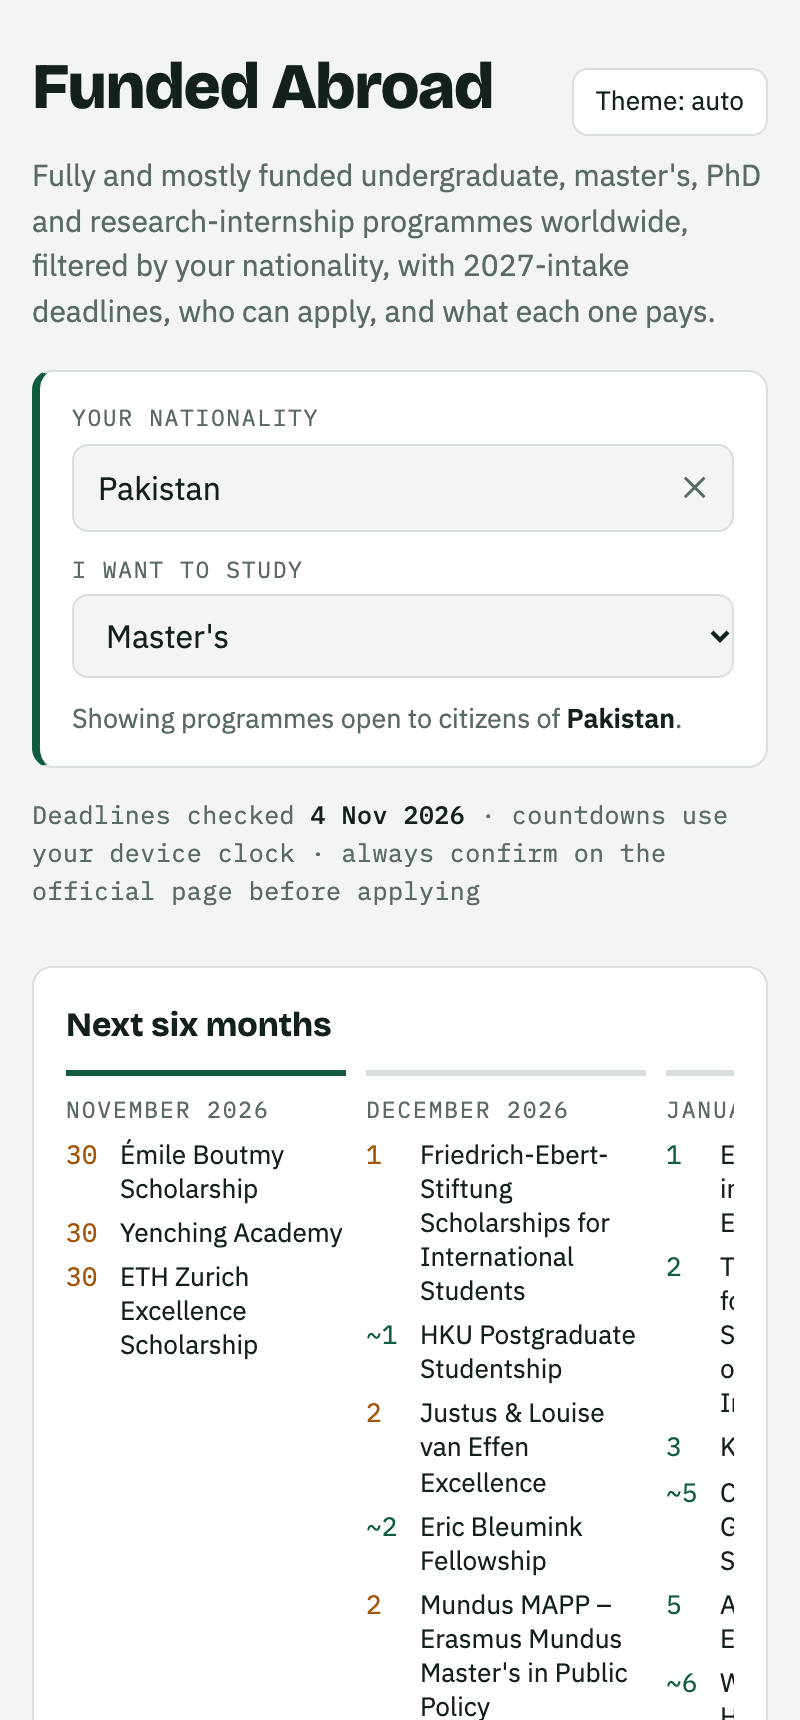 Funded Abroad
Theme: auto
Fully and mostly funded undergraduate, master's, PhD
and research-internship programmes worldwide,
filtered by your nationality, with 2027-intake
deadlines, who can apply, and what each one pays.
YOUR NATIONALITY
Pakistan
I WANT TO STUDY
Master's
Showing programmes open to citizens of Pakistan.
Deadlines checked 4 Nov 2026 · countdowns use
your device clock · always confirm on the
official page before applying
Next six months
NOVEMBER 2026
30 Émile Boutmy
Scholarship
30 Yenching Academy
30 ETH Zurich
Excellence
Scholarship
DECEMBER 2026
1 Friedrich-Ebert-
Stiftung
Scholarships for
International
Students
~1 HKU Postgraduate
Studentship
2 Justus & Louise
van Effen
Excellence
~2 Eric Bleumink
Fellowship
2 Mundus MAPP –
Erasmus Mundus
Master's in Public
Policy
1
2
3
~5
5
~6